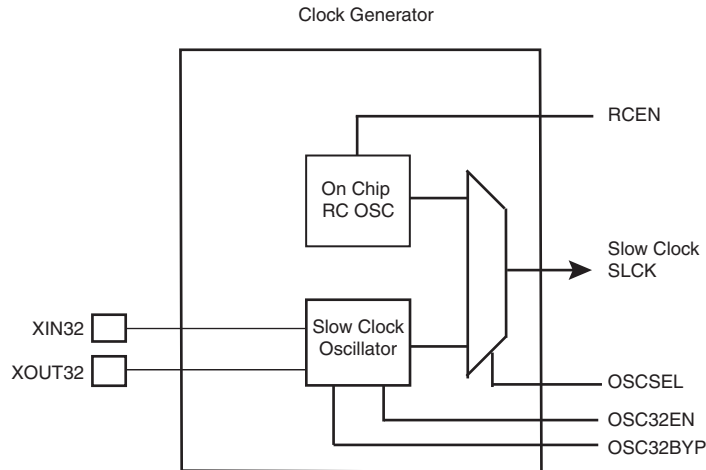 Clock Generator
RCEN
On Chip
RC OSC
Slow Clock
SLCK
XIN32
Slow Clock
Oscillator
XOUT32
OSCSEL
OSC32EN
OSC32BYP